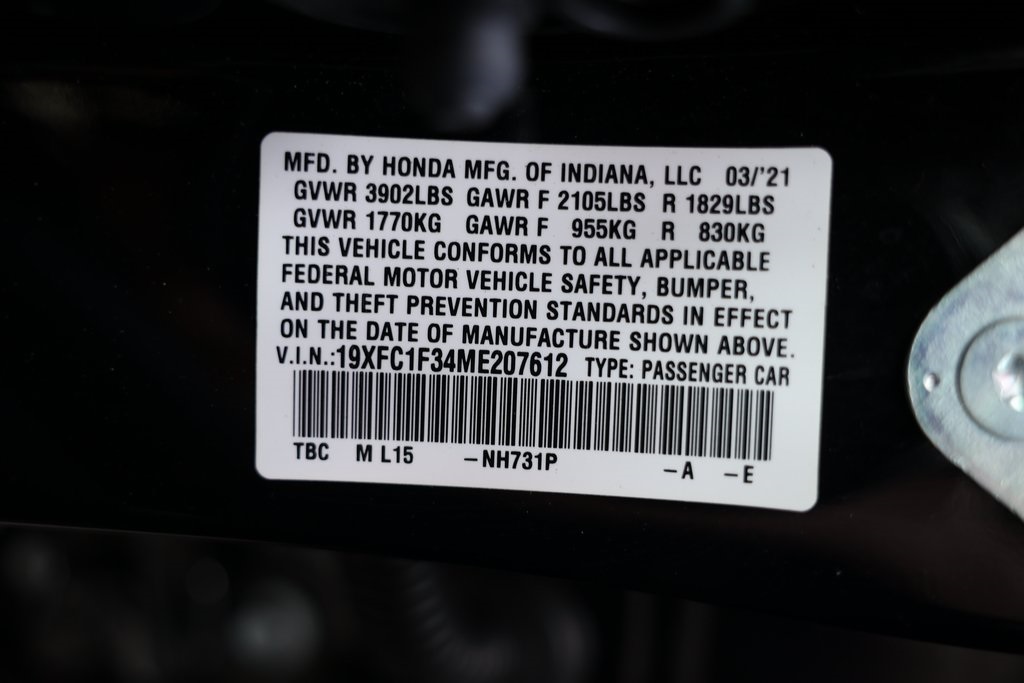 MFD. BY HONDA MFG. OF INDIANA, LLC 03/'21
GVWR 3902LBS GAWR F 2105LBS R 1829LBS
GVWR 1770KG GAWR F 955KG R 830KG
THIS VEHICLE CONFORMS TO ALL APPLICABLE
FEDERAL MOTOR VEHICLE SAFETY, BUMPER,
AND THEFT PREVENTION STANDARDS IN EFFECT
ON THE DATE OF MANUFACTURE SHOWN ABOVE.
V.I.N.:19XFC1F34ME207612 TYPE: PASSENGER CAR
TBC M L15 -NH731P -A -E